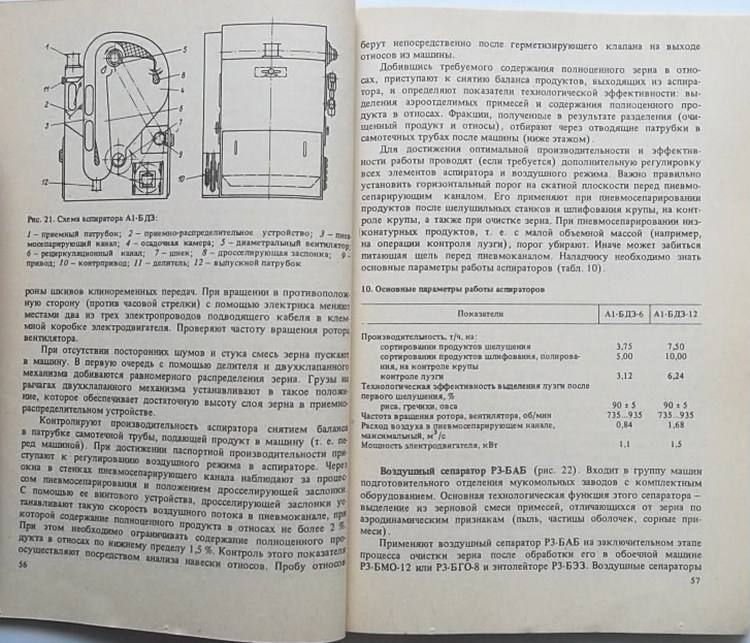 1
11
2
3
5
8
4
6
7
9
12
10
Рис. 21. Схема аспиратора А1-БДЗ:
1 – приемный патрубок; 2 – приемно-распределительное устройство; 3 – пнев-
мосепарирующий канал; 4 – осадочная камера; 5 – диаметральный вентилятор;
6 – рециркуляционный канал; 7 – шнек; 8 – дросселирующая заслонка; 9 –
привод; 10 – контрпривод; 11 – делитель; 12 – выпускной патрубок
роны шкивов клиноременных передач. При вращении в противополож-
ную сторону (против часовой стрелки) с помощью электрика меняют
местами два из трех электропроводов подводящего кабеля в клем-
мной коробке электродвигателя. Проверяют частоту вращения ротора
вентилятора.
При отсутствии посторонних шумов и стука смесь зерна пускают
в машину. В первую очередь с помощью делителя и двухклапанного
механизма добиваются равномерного распределения зерна. Грузы на
рычагах двухклапанного механизма устанавливают в такое положе-
ние, которое обеспечивает достаточную высоту слоя зерна в приемно-
распределительном устройстве.
Контролируют производительность аспиратора снятием баланса
в патрубке самотечной трубы, подающей продукт в машину (т. е. пе-
ред машиной). При достижении паспортной производительности при-
ступают к регулированию воздушного режима в аспираторе. Через
окна в стенках пневмосепарирующего канала наблюдают за процес-
сом пневмосепарирования и положением дросселирующей заслонки.
С помощью ее винтового устройства, дросселирующей заслонки ус-
танавливают такую скорость воздушного потока в пневмоканале, при
которой содержание полноценного продукта в относах не более 2 %.
При этом необходимо ограничивать содержание полноценного про-
дукта в относах по нижнему пределу 1,5 %. Контроль этого показателя
осуществляют посредством анализа навески относов. Пробу относов
56
берут непосредственно после герметизирующего клапана на выходе
относов из машины.
Добившись требуемого содержания полноценного зерна в отно-
сах, приступают к снятию баланса продуктов, выходящих из аспира-
тора, и определяют показатели технологической эффективности: вы-
деления аэроотделимых примесей и содержания полноценного про-
дукта в относах. Фракции, полученные в результате разделения (очи-
щенный продукт и относы), отбирают через отводящие патрубки в
самотечных трубах после машины (ниже этажом).
Для достижения оптимальной производительности и эффектив-
ности работы проводят (если требуется) дополнительную регулировку
всех элементов аспиратора и воздушного режима. Важно правильно
установить горизонтальный порог на скатной плоскости перед пневмо-
сепарирующим каналом. Его применяют при пневмосепарировании
продуктов после шелушильных станков и шлифования крупы, на конт-
роле крупы, а также при очистке зерна. При пневмосепарировании низ-
конатурных продуктов, т. е. с малой объемной массой (например,
на операции контроля лузги), порог убирают. Иначе может забиться
питающая щель перед пневмоканалом. Наладчику необходимо знать
основные параметры работы аспираторов (табл. 10).
10. Основные параметры работы аспираторов
Показатели А1-БДЗ-6 А1-БДЗ-12
Производительность, т/ч, на:
сортировании продуктов шелушения 3,75 7,50
сортировании продуктов шлифования, полирова- 5,00 10,00
ния, на контроле крупы
контроле лузги 3,12 6,24
Технологическая эффективность выделения лузги после
первого шелушения, %
риса, гречихи, овса 90 ± 5 90 ± 5
Частота вращения ротора, вентилятора, об/мин 735...935 735...935
Расход воздуха в пневмосепарирующем канале, 0,84 1,68
максимальный, м³/с
Мощность электродвигателя, кВт 1,1 1,5
Воздушный сепаратор РЗ-БАБ (рис. 22). Входит в группу машин
подготовительного отделения мукомольных заводов с комплектным
оборудованием. Основная технологическая функция этого сепаратора –
выделение из зерновой смеси примесей, отличающихся от зерна по
аэродинамическим признакам (пыль, частицы оболочек, сорные при-
меси).
Применяют воздушный сепаратор РЗ-БАБ на заключительном этапе
процесса очистки зерна после обработки его в обоечной машине
РЗ-БМО-12 или РЗ-БГО-8 и энтолейторе РЗ-БЭЗ. Воздушные сепараторы
57